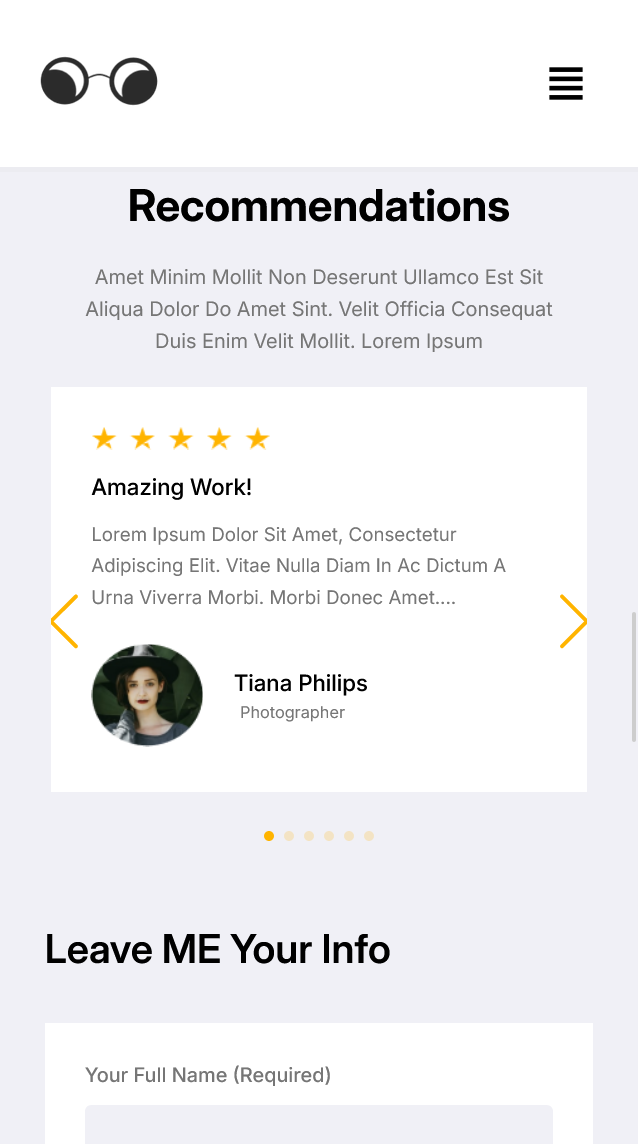 Recommendations
Amet Minim Mollit Non Deserunt Ullamco Est Sit
Aliqua Dolor Do Amet Sint. Velit Officia Consequat
Duis Enim Velit Mollit. Lorem Ipsum
Amazing Work!
Lorem Ipsum Dolor Sit Amet, Consectetur
Adipiscing Elit. Vitae Nulla Diam In Ac Dictum A
Urna Viverra Morbi. Morbi Donec Amet....
Tiana Philips
Photographer
Leave ME Your Info
Your Full Name (Required)